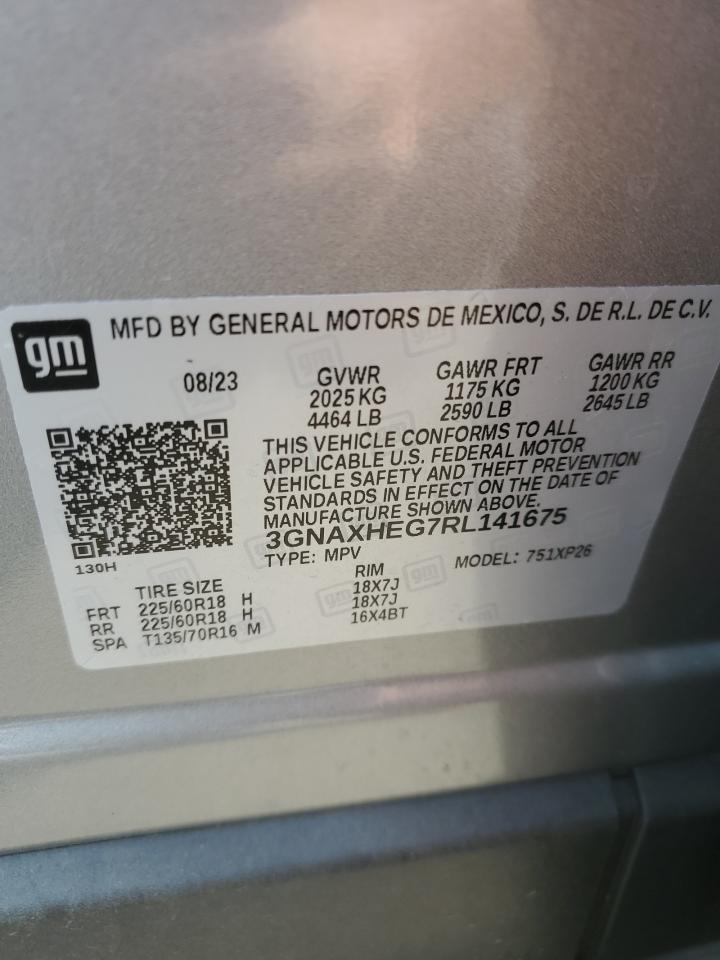 gm
MFD BY GENERAL MOTORS DE MEXICO, S. DE R.L. DE C.V.
08/23
GVWR
2025 KG
4464 LB
GAWR FRT
1175 KG
2590 LB
GAWR RR
1200 KG
2645 LB
THIS VEHICLE CONFORMS TO ALL
APPLICABLE U.S. FEDERAL MOTOR
VEHICLE SAFETY AND THEFT PREVENTION
STANDARDS IN EFFECT ON THE DATE OF
MANUFACTURE SHOWN ABOVE.
3GNAXHEG7RL141675
TYPE: MPV
MODEL: 751XP26
130H
TIRE SIZE
RIM
FRT 225/60R18 H 18X7J
RR 225/60R18 H 18X7J
SPA T135/70R16 M 16X4BT